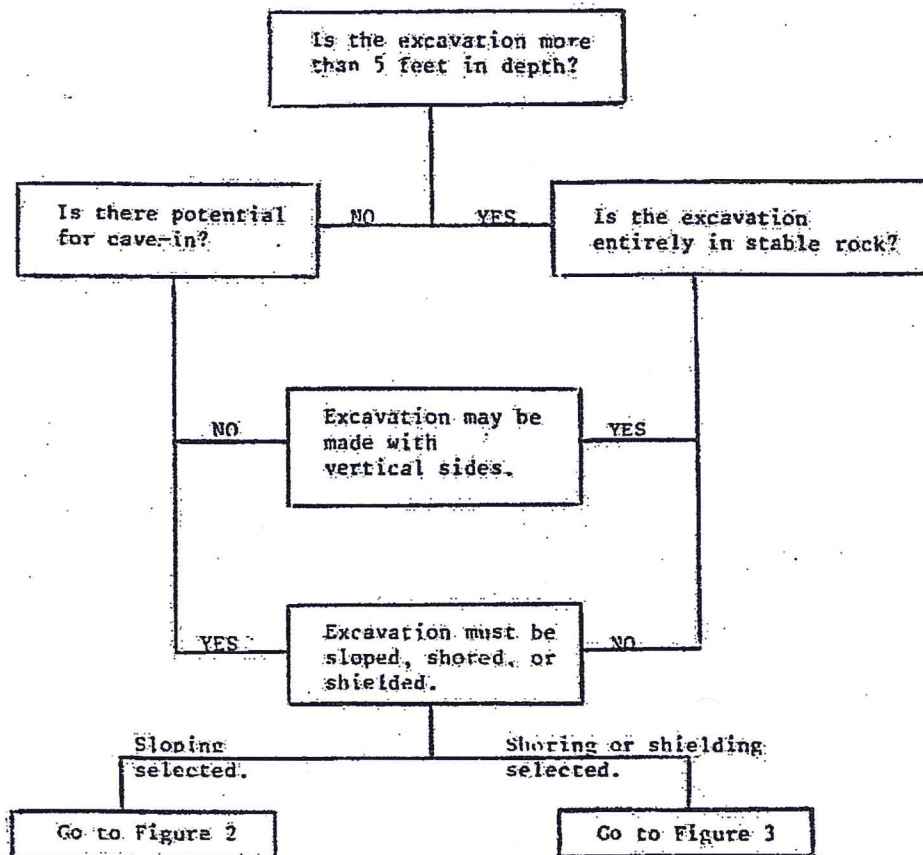 Is the excavation more
than 5 feet in depth?
Is there potential
for cave-in?
NO
YES
Is the excavation
entirely in stable rock?
NO
Excavation may be
made with
vertical sides.
YES
YES
Excavation must be
sloped, shored, or
shielded.
NO
Sloping
selected.
Shoring or shielding
selected.
Go to Figure 2
Go to Figure 3